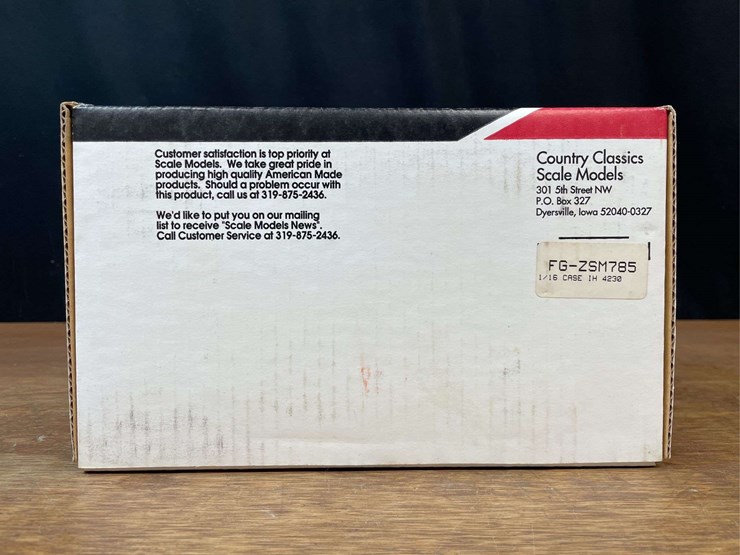 Customer satisfaction is top priority at
Scale Models. We take great pride in
producing high quality American Made
products. Should a problem occur with
this product, call us at 319-875-2436.
We'd like to put you on our mailing
list to receive "Scale Models News".
Call Customer Service at 319-875-2436.
Country Classics
Scale Models
301 5th Street NW
P.O. Box 327
Dyersville, Iowa 52040-0327
FG-ZSM785
1/16 CASE IH 4230